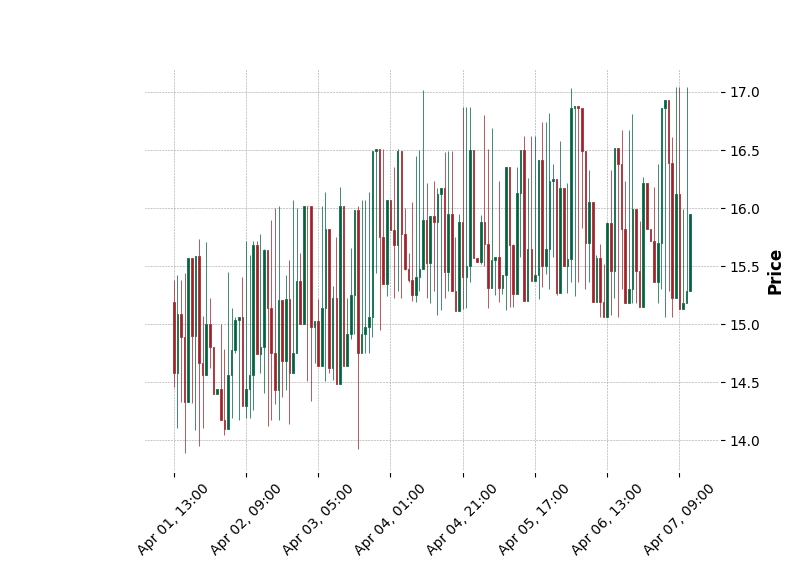 17.0
16.5
16.0
15.5
15.0
14.5
14.0
Price
Apr 01, 13:00
Apr 02, 09:00
Apr 03, 05:00
Apr 04, 01:00
Apr 04, 21:00
Apr 05, 17:00
Apr 06, 13:00
Apr 07, 09:00